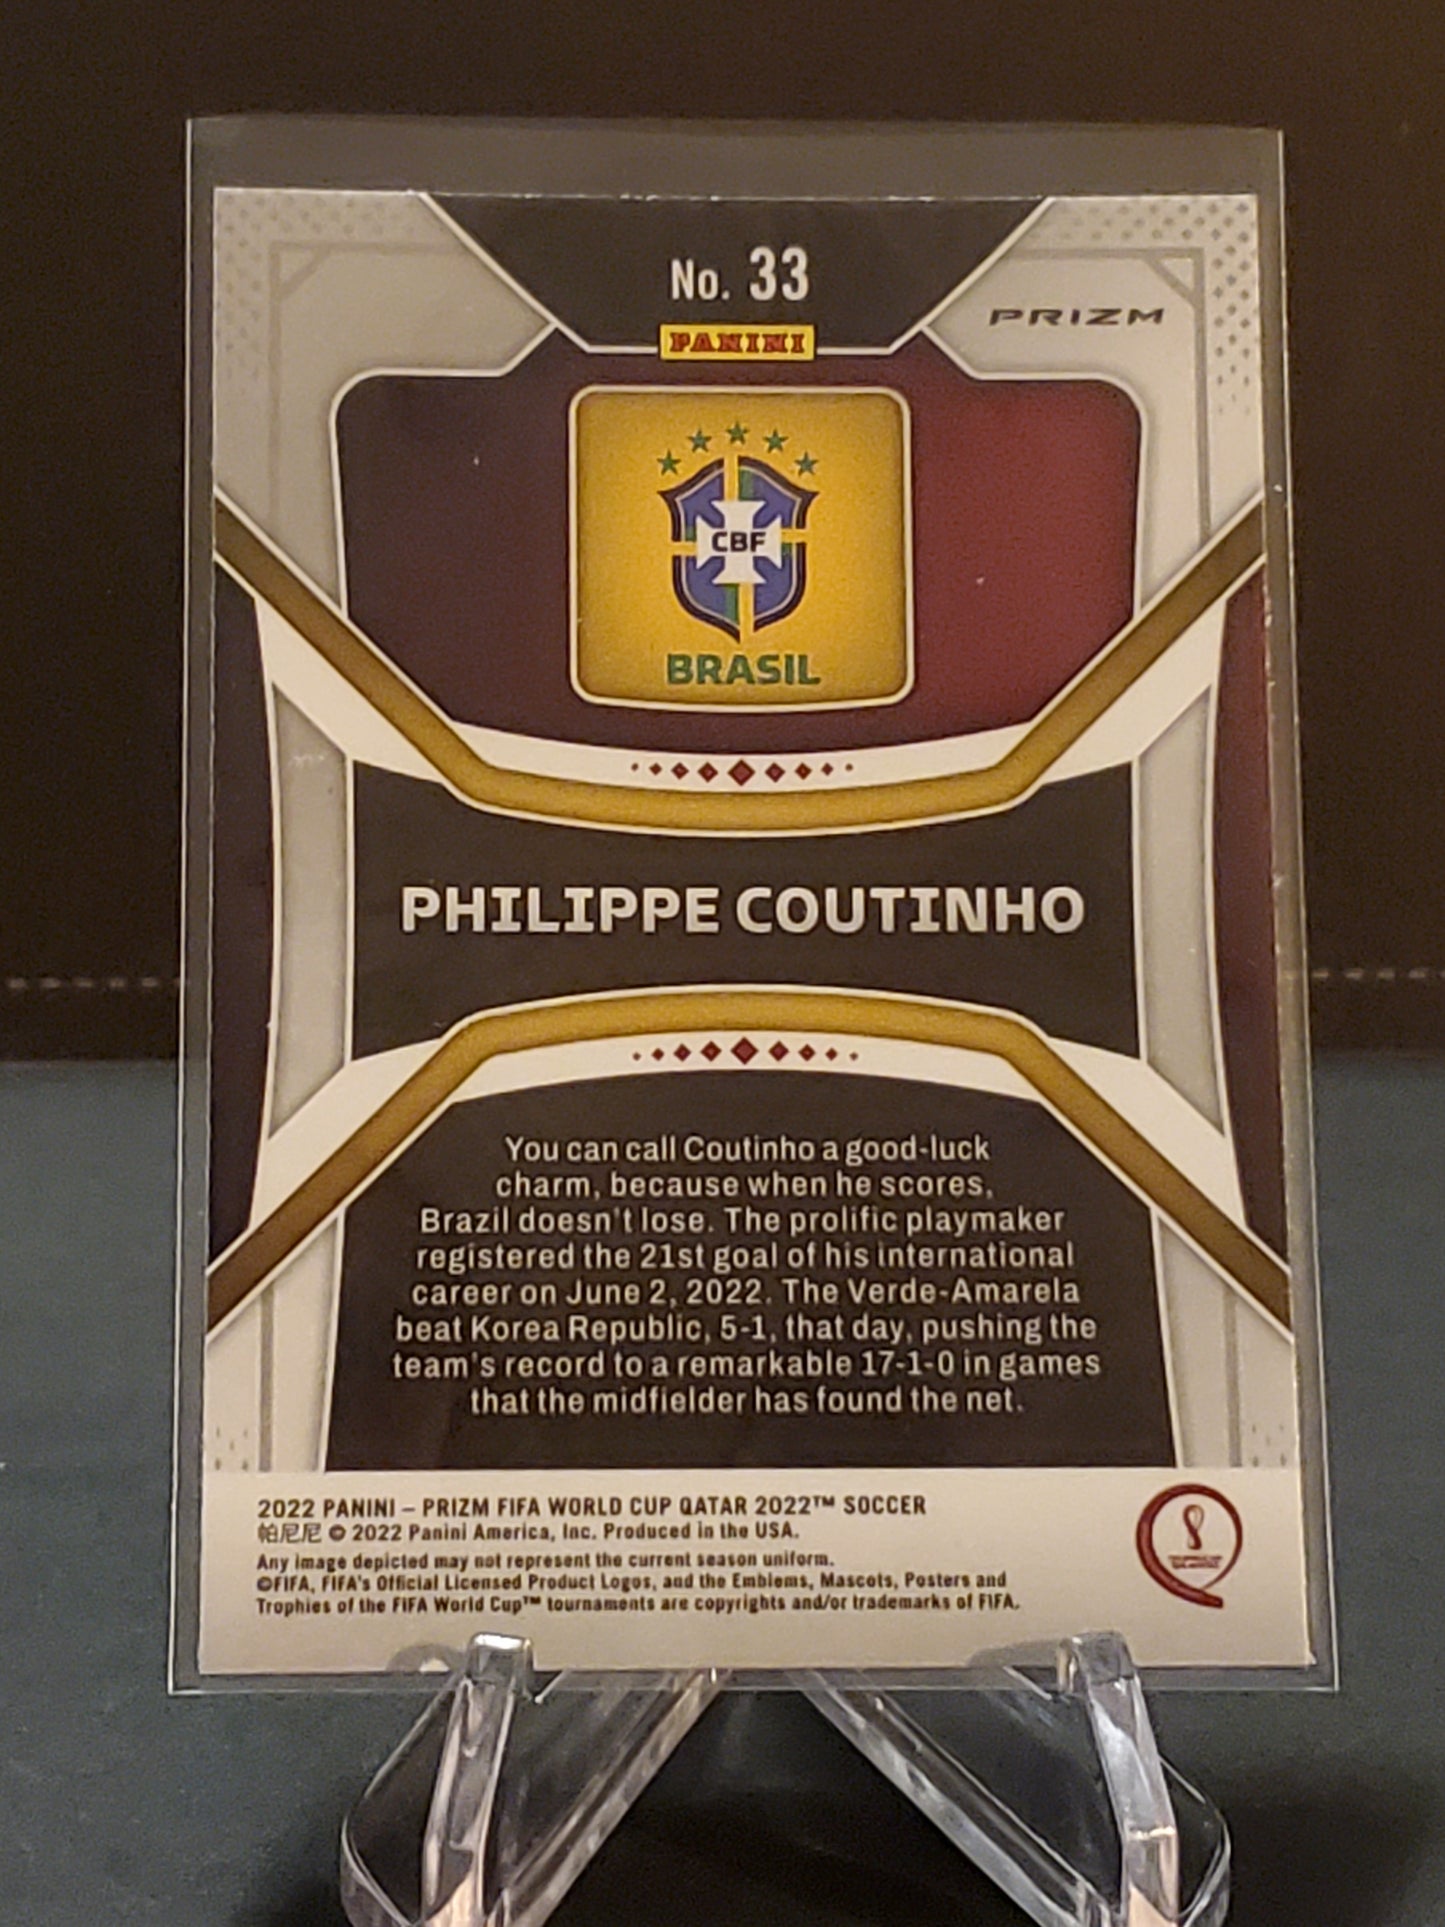 No. 33
PANINI
PRIZM
CBF
BRASIL
PHILIPPE COUTINHO
You can call Coutinho a good-luck
charm, because when he scores,
Brazil doesn't lose. The prolific playmaker
registered the 21st goal of his international
career on June 2, 2022. The Verde-Amarela
beat Korea Republic, 5-1, that day, pushing the
team's record to a remarkable 17-1-0 in games
that the midfielder has found the net.
2022 PANINI – PRIZM FIFA WORLD CUP QATAR 2022™ SOCCER
帕尼尼 © 2022 Panini America, Inc. Produced in the USA.
Any image depicted may not represent the current season uniform.
©FIFA, FIFA's Official Licensed Product Logos, and the Emblems, Mascots, Posters and
Trophies of the FIFA World Cup™ tournaments are copyrights and/or trademarks of FIFA.